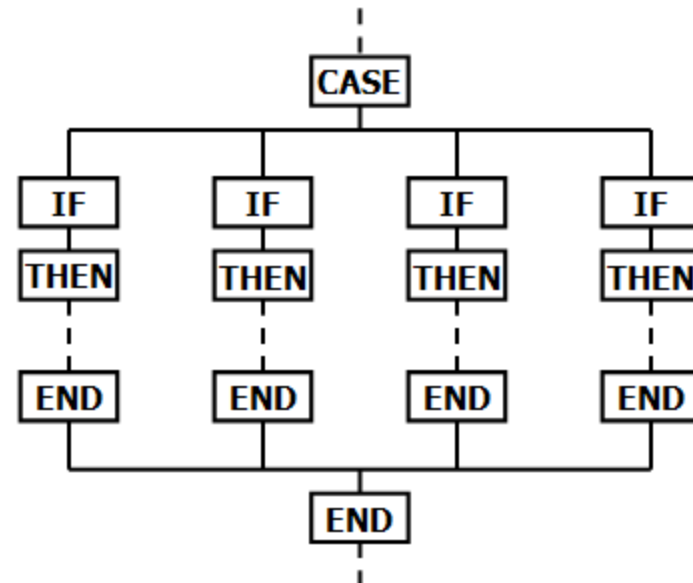 CASE
IF IF IF IF
THEN THEN THEN THEN
END END END END
END